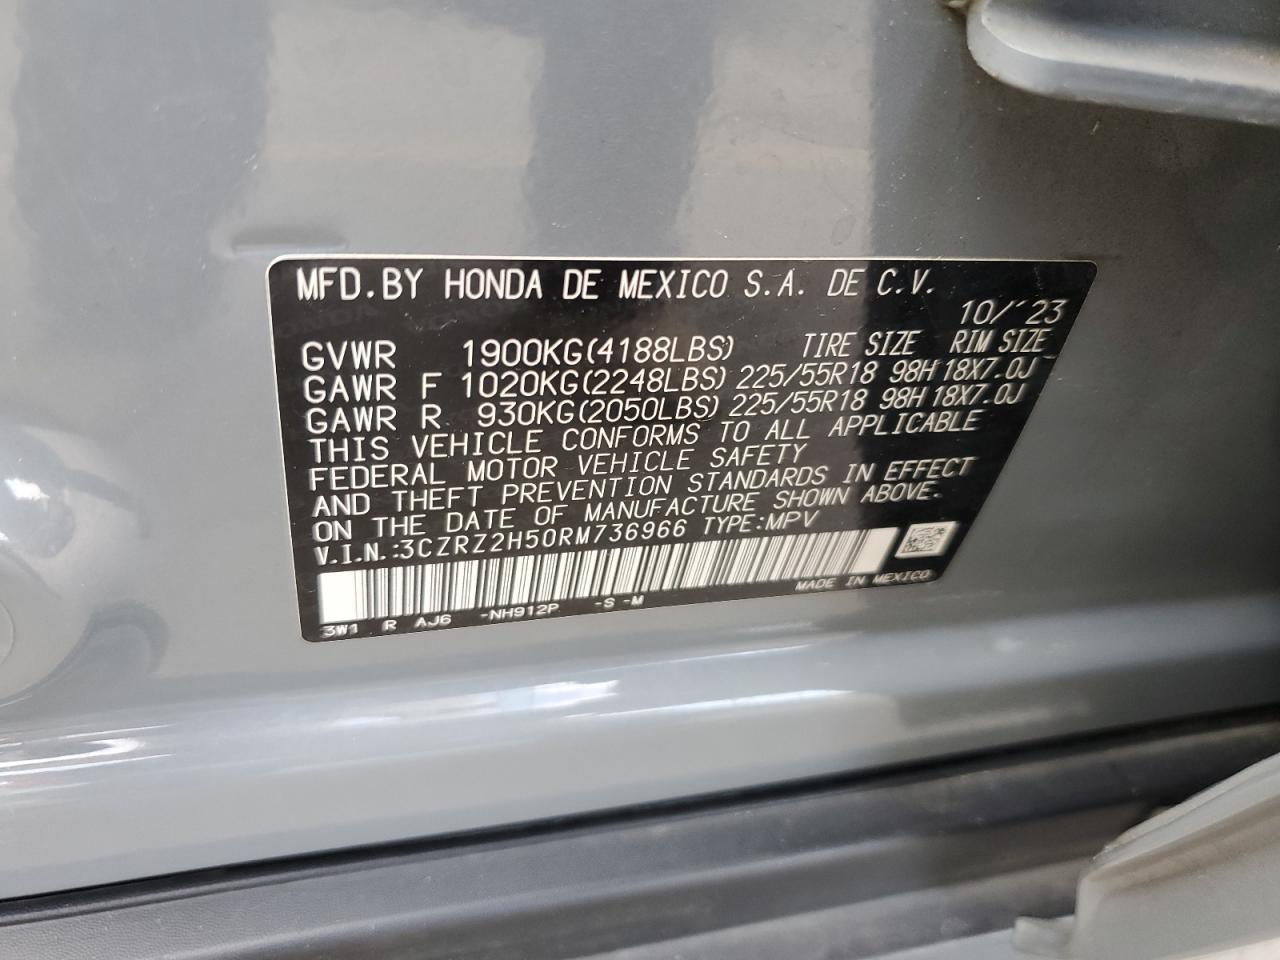 MFD.BY HONDA DE MEXICO S.A. DE C.V.
10/'23
GVWR 1900KG(4188LBS) TIRE SIZE RIM SIZE
GAWR F 1020KG(2248LBS) 225/55R18 98H 18X7.0J
GAWR R 930KG(2050LBS) 225/55R18 98H 18X7.0J
THIS VEHICLE CONFORMS TO ALL APPLICABLE
FEDERAL MOTOR VEHICLE SAFETY
AND THEFT PREVENTION STANDARDS IN EFFECT
ON THE DATE OF MANUFACTURE SHOWN ABOVE.
V.I.N.:3CZRZ2H50RM736966 TYPE:MPV
MADE IN MEXICO
3W1 R AJ6 -NH912P -S -M